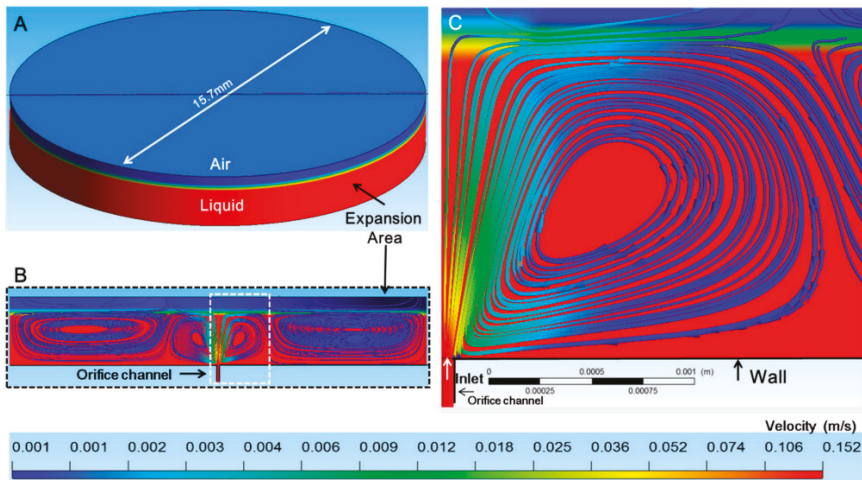 A
15.7mm
Air
Liquid
Expansion
Area
B
Orifice channel
C
Inlet
Orifice channel
0 0.0005 0.001 (m)
0.00025 0.00075
Wall
Velocity (m/s)
0.001 0.001 0.002 0.003 0.004 0.006 0.009 0.012 0.018 0.025 0.036 0.052 0.074 0.106 0.152